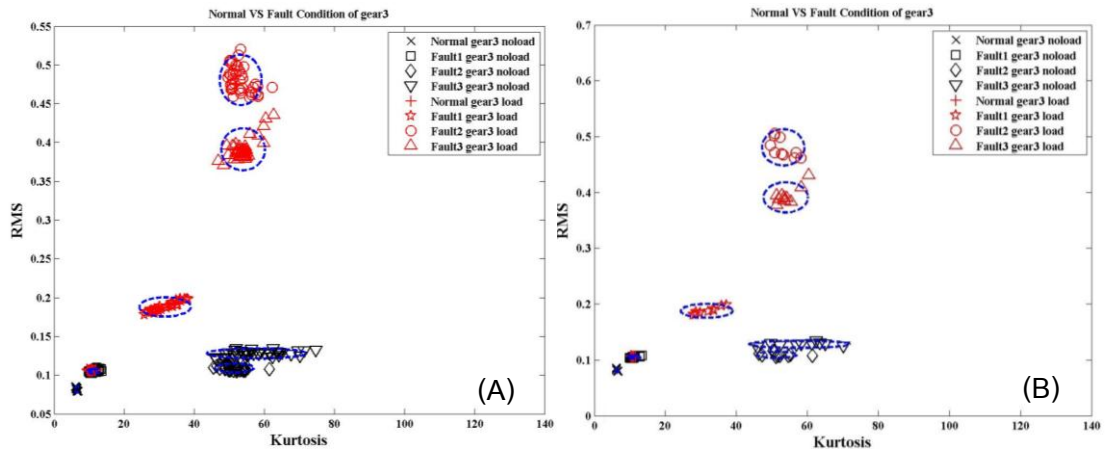 Normal VS Fault Condition of gear3
0.55
0.5
0.45
0.4
0.35
0.3
0.25
0.2
0.15
0.1
0.05
RMS
Normal gear3 noload
Fault1 gear3 noload
Fault2 gear3 noload
Fault3 gear3 noload
Normal gear3 load
Fault1 gear3 load
Fault2 gear3 load
Fault3 gear3 load
(A)
0 20 40 60 80 100 120 140
Kurtosis
Normal VS Fault Condition of gear3
0.7
0.6
0.5
0.4
0.3
0.2
0.1
0
RMS
Normal gear3 noload
Fault1 gear3 noload
Fault2 gear3 noload
Fault3 gear3 noload
Normal gear3 load
Fault1 gear3 load
Fault2 gear3 load
Fault3 gear3 load
(B)
0 20 40 60 80 100 120 140
Kurtosis